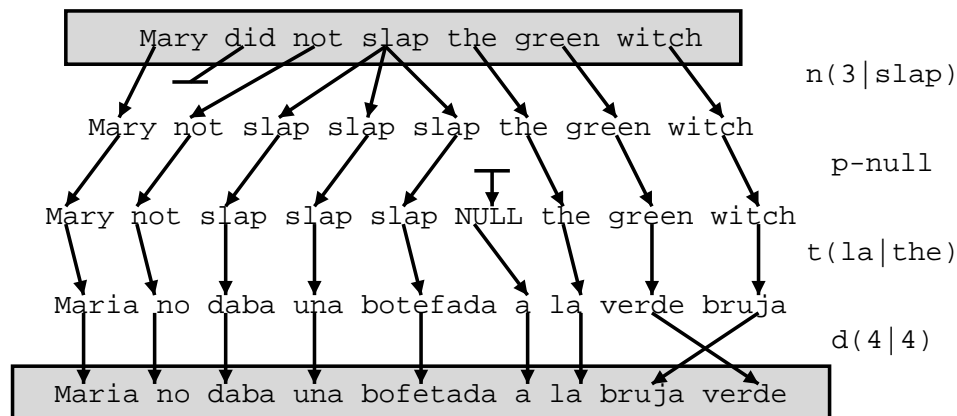 Mary did not slap the green witch
n(3|slap)
Mary not slap slap slap the green witch
p-null
Mary not slap slap slap NULL the green witch
t(la|the)
Maria no daba una botefada a la verde bruja
d(4|4)
Maria no daba una bofetada a la bruja verde